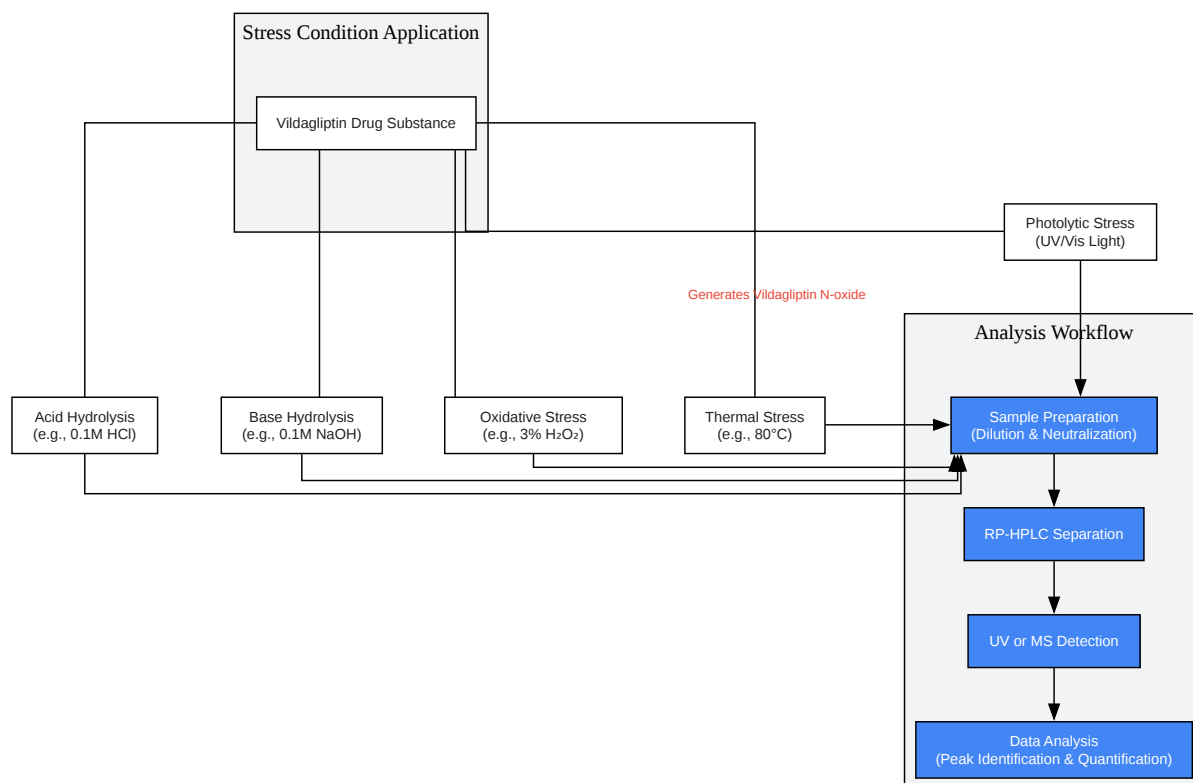 Stress Condition Application
Vildagliptin Drug Substance
Photolytic Stress
(UV/Vis Light)
Generates Vildagliptin N-oxide
Analysis Workflow
Acid Hydrolysis
(e.g., 0.1M HCl)
Base Hydrolysis
(e.g., 0.1M NaOH)
Oxidative Stress
(e.g., 3% H₂O₂)
Thermal Stress
(e.g., 80°C)
Sample Preparation
(Dilution & Neutralization)
RP-HPLC Separation
UV or MS Detection
Data Analysis
(Peak Identification & Quantification)